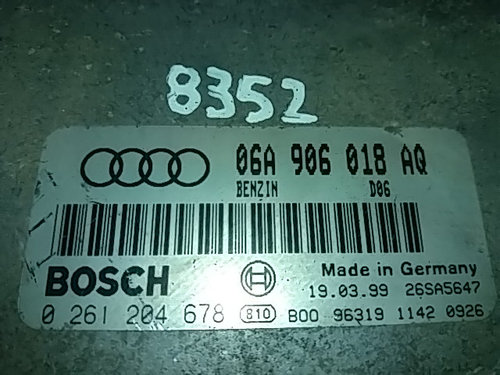 8352
06A 906 018 AQ
BENZIN D06
BOSCH
Made in Germany
19.03.99 26SA5647
0 261 204 678 810 B00 96319 1142 0926